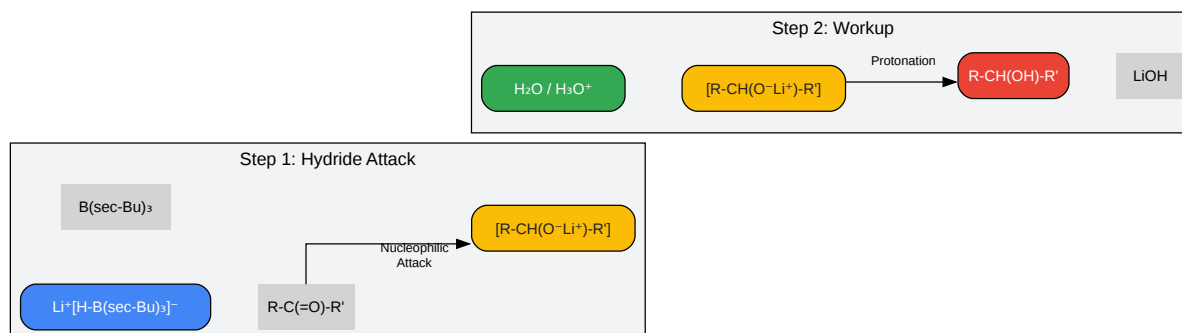 Step 2: Workup
H₂O / H₃O⁺
[R-CH(O⁻Li⁺)-R']
Protonation
R-CH(OH)-R'
LiOH
Step 1: Hydride Attack
B(sec-Bu)₃
[R-CH(O⁻Li⁺)-R']
Nucleophilic
Attack
Li⁺[H-B(sec-Bu)₃]⁻
R-C(=O)-R'